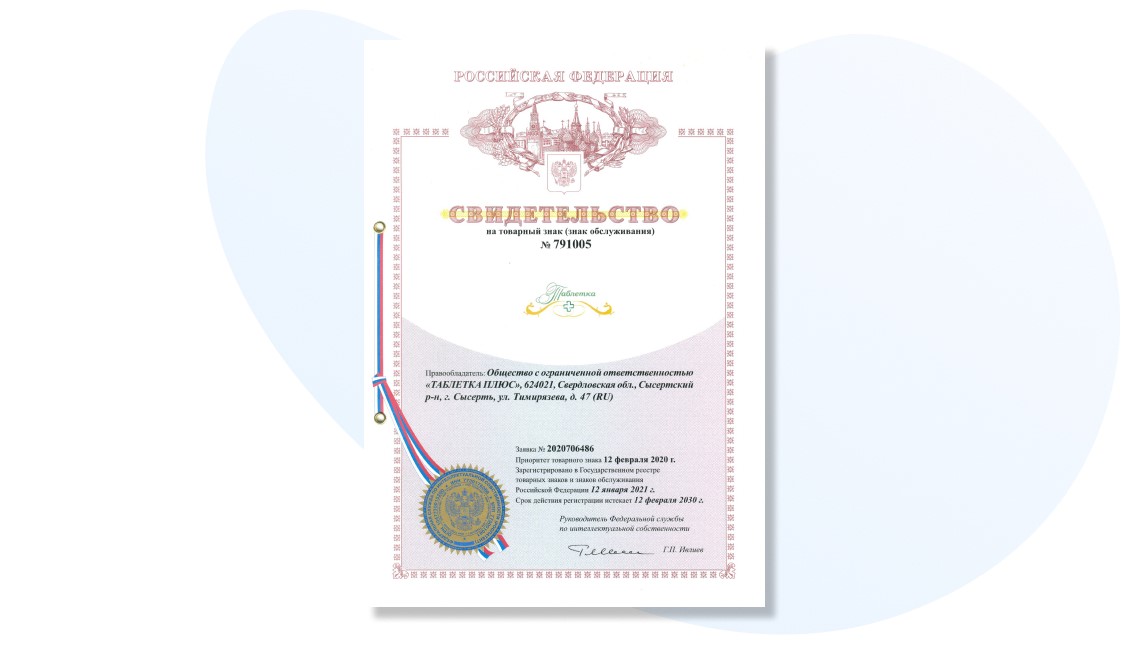 РОССИЙСКАЯ ФЕДЕРАЦИЯ
СВИДЕТЕЛЬСТВО
на товарный знак (знак обслуживания)
№ 791005
Таблетка
Правообладатель: Общество с ограниченной ответственностью
«ТАБЛЕТКА ПЛЮС», 624021, Свердловская обл., Сысертский
р-н, г. Сысерть, ул. Тимирязева, д. 47 (RU)
Заявка № 2020706486
Приоритет товарного знака 12 февраля 2020 г.
Зарегистрировано в Государственном реестре
товарных знаков и знаков обслуживания
Российской Федерации 12 января 2021 г.
Срок действия регистрации истекает 12 февраля 2030 г.
Руководитель Федеральной службы
по интеллектуальной собственности
Г.П. Ивлиев